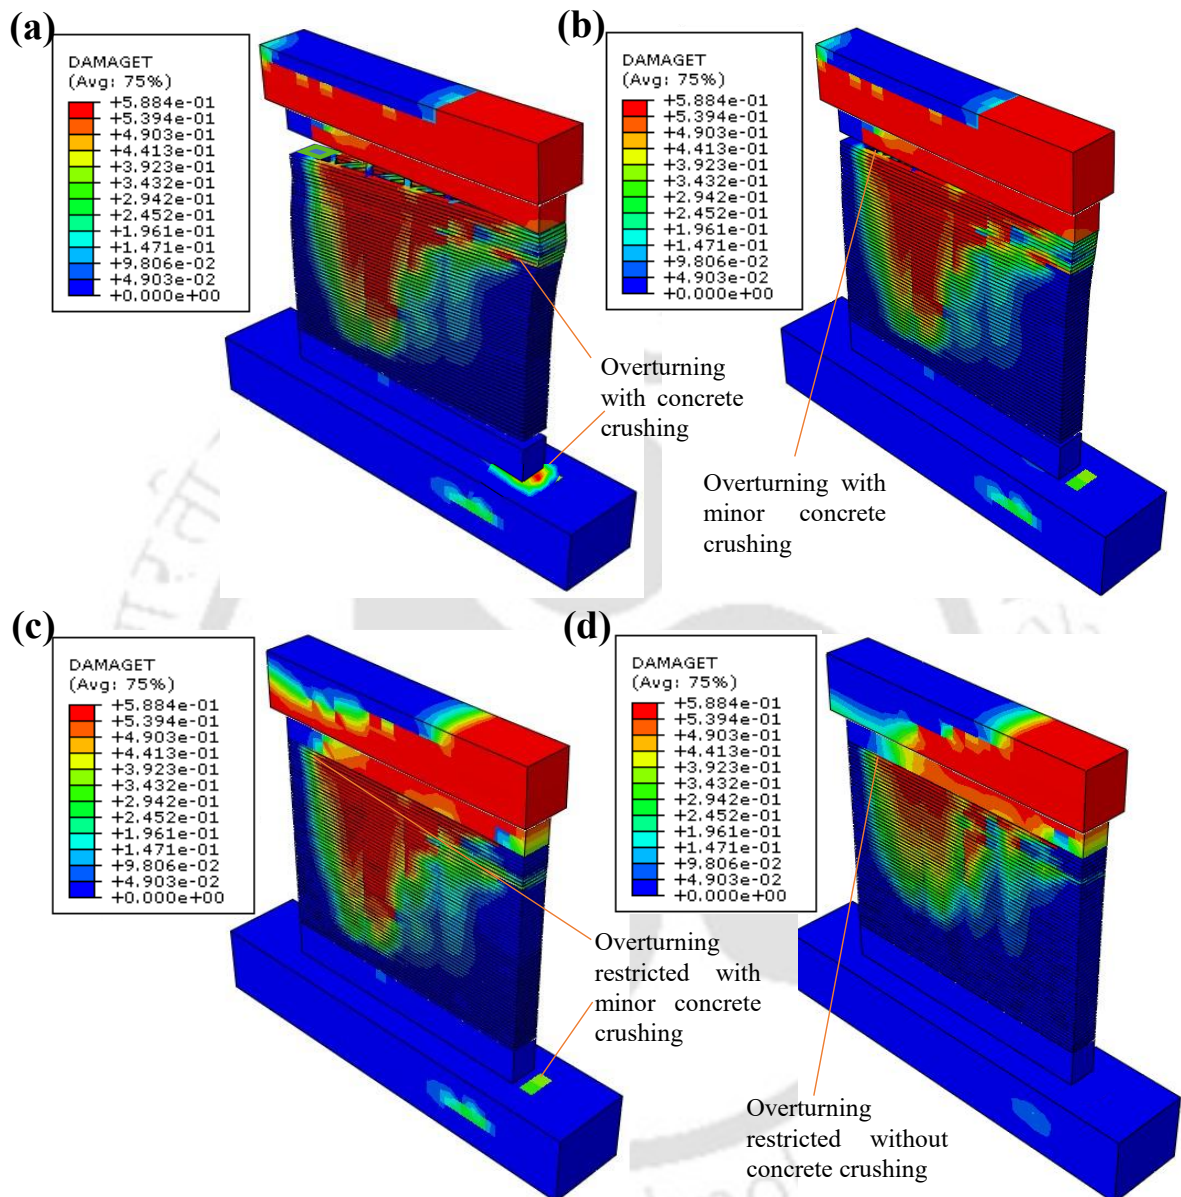 (a)
DAMAGET
(Avg: 75%)
+5.884e-01
+5.394e-01
+4.903e-01
+4.413e-01
+3.923e-01
+3.432e-01
+2.942e-01
+2.452e-01
+1.961e-01
+1.471e-01
+9.806e-02
+4.903e-02
+0.000e+00
Overturning
with concrete
crushing
(b)
DAMAGET
(Avg: 75%)
+5.884e-01
+5.394e-01
+4.903e-01
+4.413e-01
+3.923e-01
+3.432e-01
+2.942e-01
+2.452e-01
+1.961e-01
+1.471e-01
+9.806e-02
+4.903e-02
+0.000e+00
Overturning with
minor concrete
crushing
(c)
DAMAGET
(Avg: 75%)
+5.884e-01
+5.394e-01
+4.903e-01
+4.413e-01
+3.923e-01
+3.432e-01
+2.942e-01
+2.452e-01
+1.961e-01
+1.471e-01
+9.806e-02
+4.903e-02
+0.000e+00
Overturning
restricted with
minor concrete
crushing
(d)
DAMAGET
(Avg: 75%)
+5.884e-01
+5.394e-01
+4.903e-01
+4.413e-01
+3.923e-01
+3.432e-01
+2.942e-01
+2.452e-01
+1.961e-01
+1.471e-01
+9.806e-02
+4.903e-02
+0.000e+00
Overturning
restricted without
concrete crushing